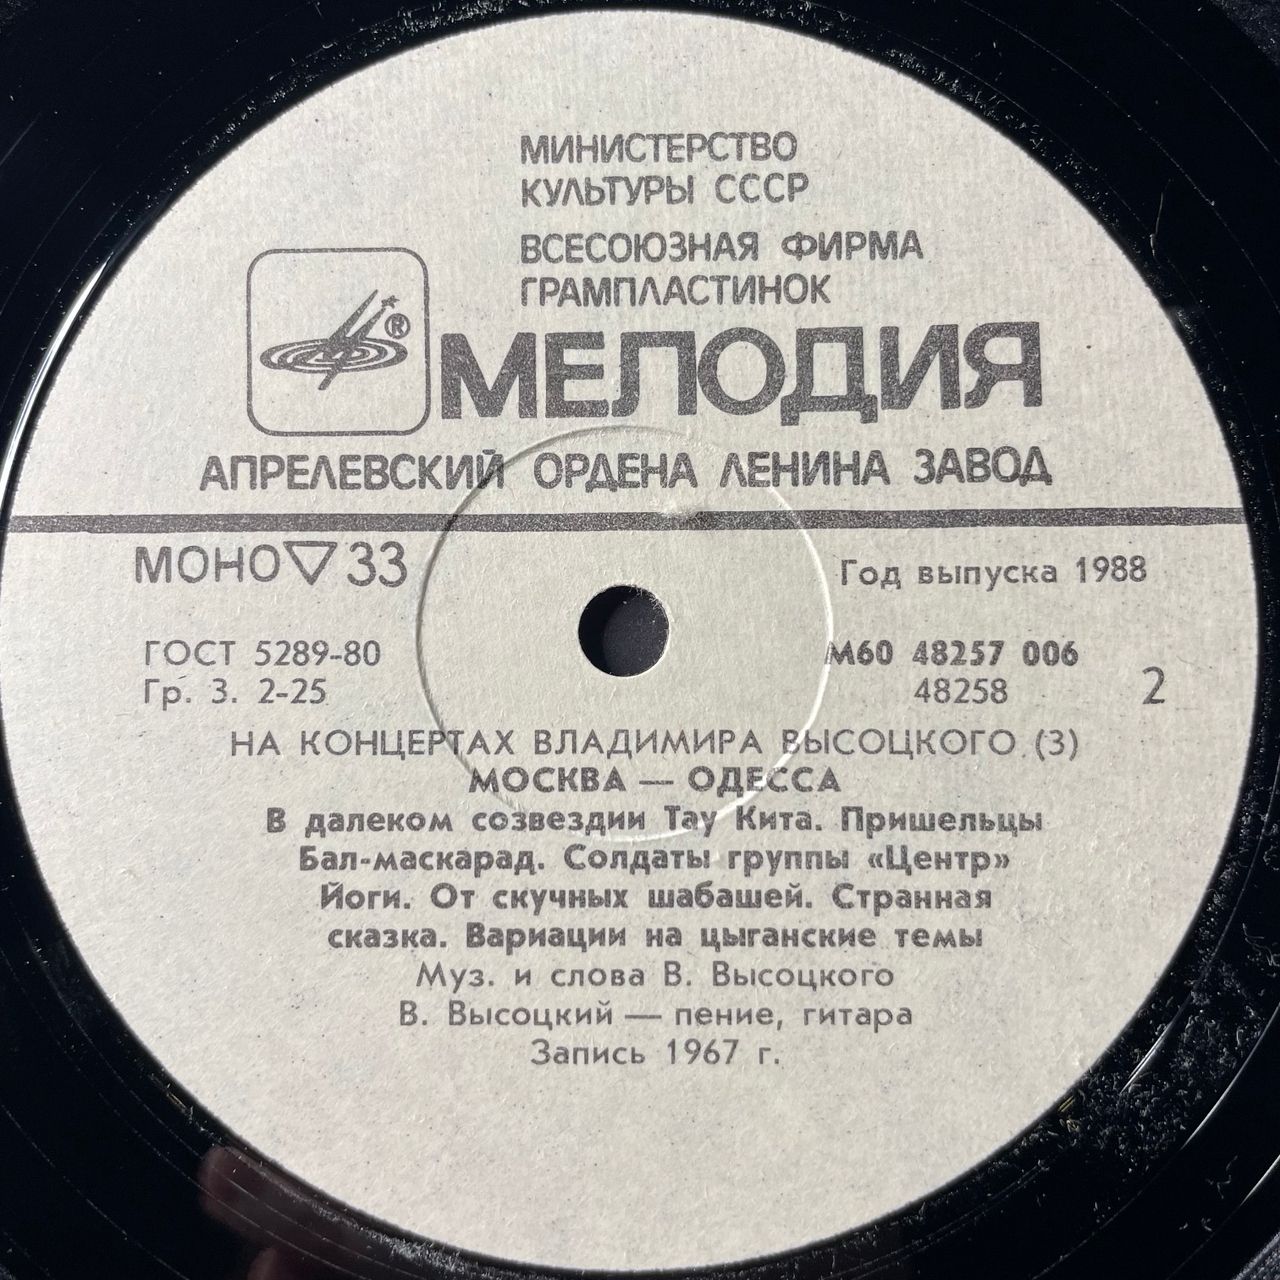 МИНИСТЕРСТВО
КУЛЬТУРЫ СССР
ВСЕСОЮЗНАЯ ФИРМА
ГРАМПЛАСТИНОК
®
МЕЛОДИЯ
АПРЕЛЕВСКИЙ ОРДЕНА ЛЕНИНА ЗАВОД
МОНО ▽ 33
Год выпуска 1988
ГОСТ 5289-80
М60 48257 006
Гр. 3. 2-25
48258
2
НА КОНЦЕРТАХ ВЛАДИМИРА ВЫСОЦКОГО (3)
МОСКВА — ОДЕССА
В далеком созвездии Тау Кита. Пришельцы
Бал-маскарад. Солдаты группы «Центр»
Йоги. От скучных шабашей. Странная
сказка. Вариации на цыганские темы
Муз. и слова В. Высоцкого
В. Высоцкий — пение, гитара
Запись 1967 г.